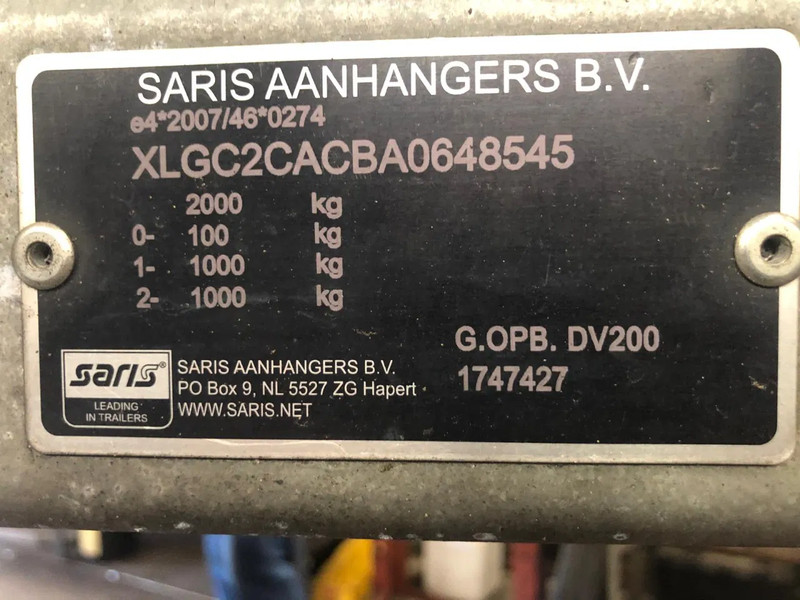 SARIS AANHANGERS B.V.
e4*2007/46*0274
XLGC2CACBA0648545
2000 kg
0- 100 kg
1- 1000 kg
2- 1000 kg
G.OPB. DV200
1747427
saris®
LEADING
IN TRAILERS
SARIS AANHANGERS B.V.
PO Box 9, NL 5527 ZG Hapert
WWW.SARIS.NET